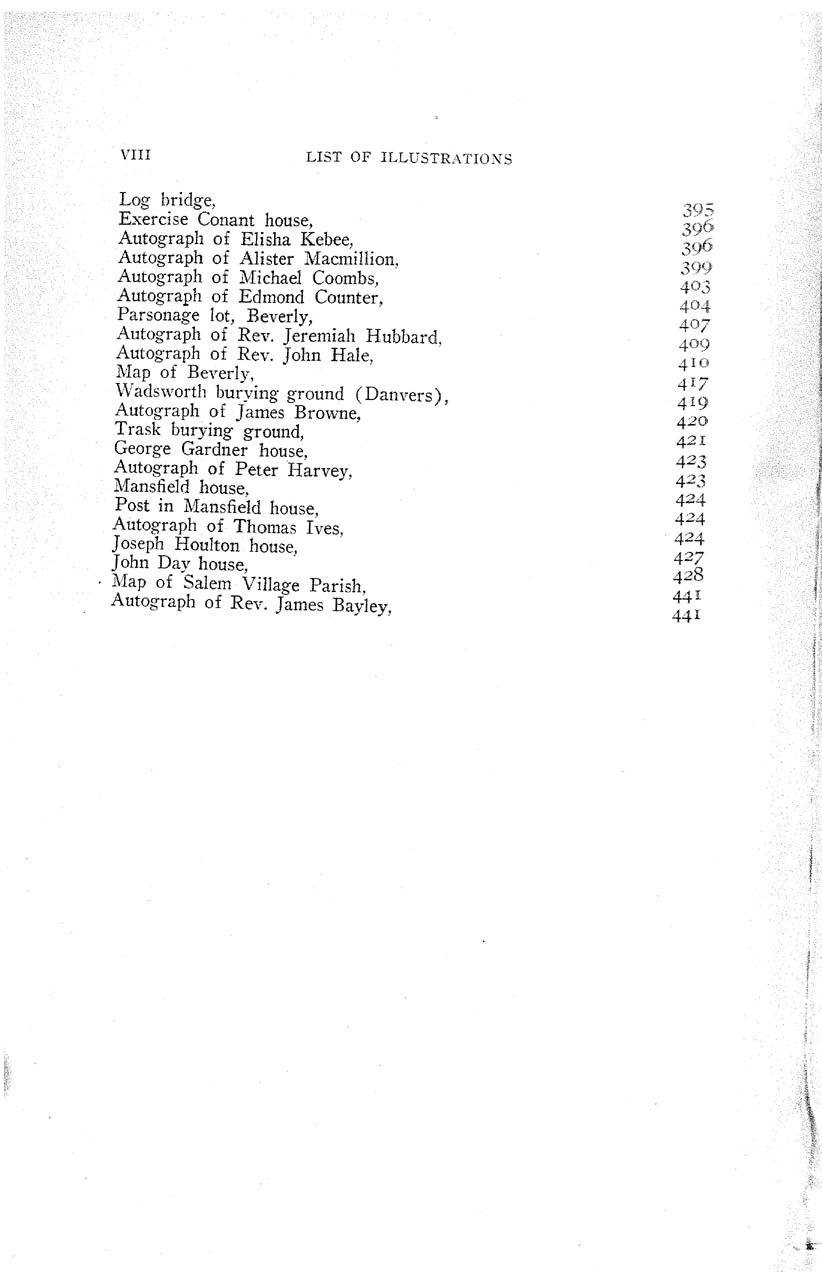 VIII LIST OF ILLUSTRATIONS
Log bridge, 395
Exercise Conant house, 396
Autograph of Elisha Kebee, 396
Autograph of Alister Macmillion, 399
Autograph of Michael Coombs, 403
Autograph of Edmond Counter, 404
Parsonage lot, Beverly, 407
Autograph of Rev. Jeremiah Hubbard, 409
Autograph of Rev. John Hale, 410
Map of Beverly, 417
Wadsworth burying ground (Danvers), 419
Autograph of James Browne, 420
Trask burying ground, 421
George Gardner house, 423
Autograph of Peter Harvey, 423
Mansfield house, 424
Post in Mansfield house, 424
Autograph of Thomas Ives, 424
Joseph Houlton house, 427
John Day house, 428
Map of Salem Village Parish, 441
Autograph of Rev. James Bayley, 441